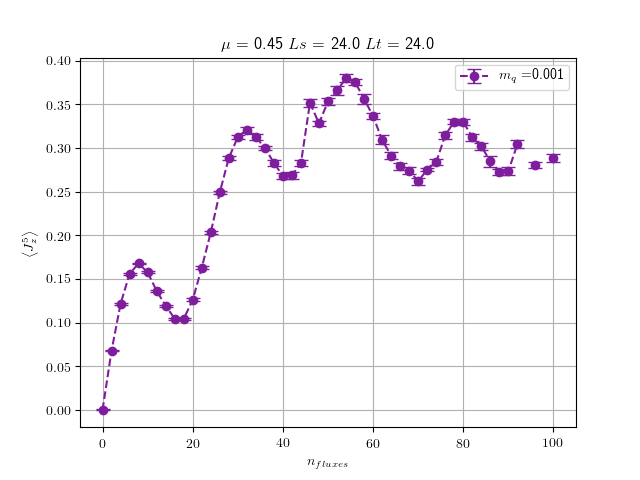 μ = 0.45 Ls = 24.0 Lt = 24.0
m_q =0.001
⟨J_z^5⟩
0.40
0.35
0.30
0.25
0.20
0.15
0.10
0.05
0.00
0 20 40 60 80 100
n_fluxes